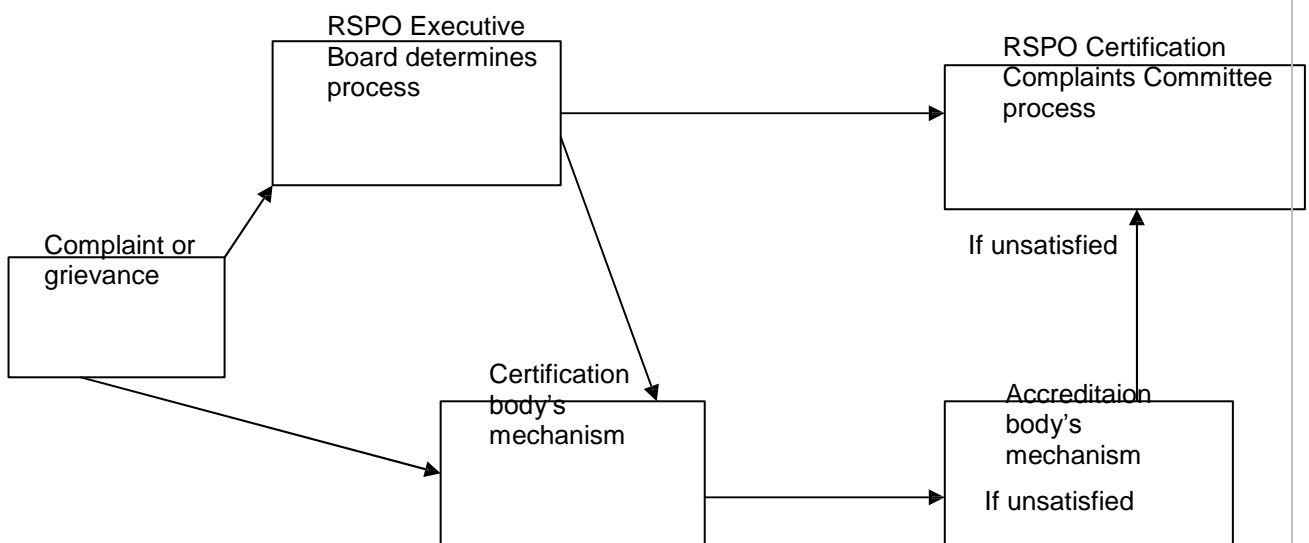 RSPO Executive
Board determines
process
RSPO Certification
Complaints Committee
process
Complaint or
grievance
If unsatisfied
Certification
body’s
mechanism
Accreditaion
body’s
mechanism
If unsatisfied